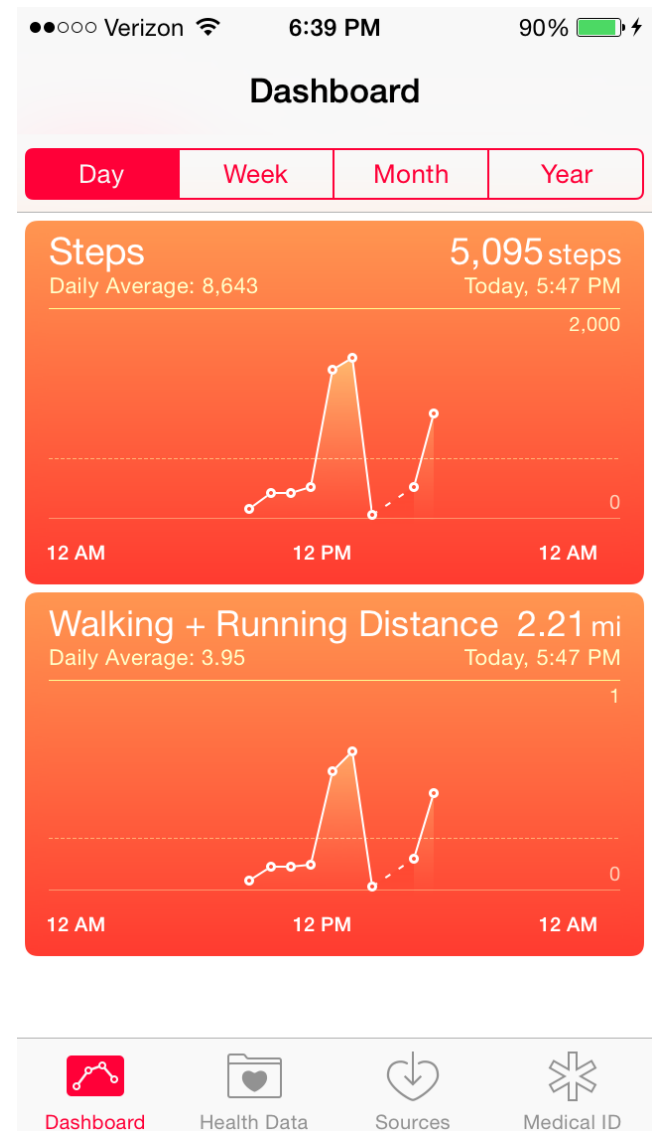 Verizon 6:39 PM 90%
Dashboard
Day Week Month Year
Steps 5,095 steps
Daily Average: 8,643 Today, 5:47 PM
2,000
0
12 AM 12 PM 12 AM
Walking + Running Distance 2.21 mi
Daily Average: 3.95 Today, 5:47 PM
1
0
12 AM 12 PM 12 AM
Dashboard Health Data Sources Medical ID